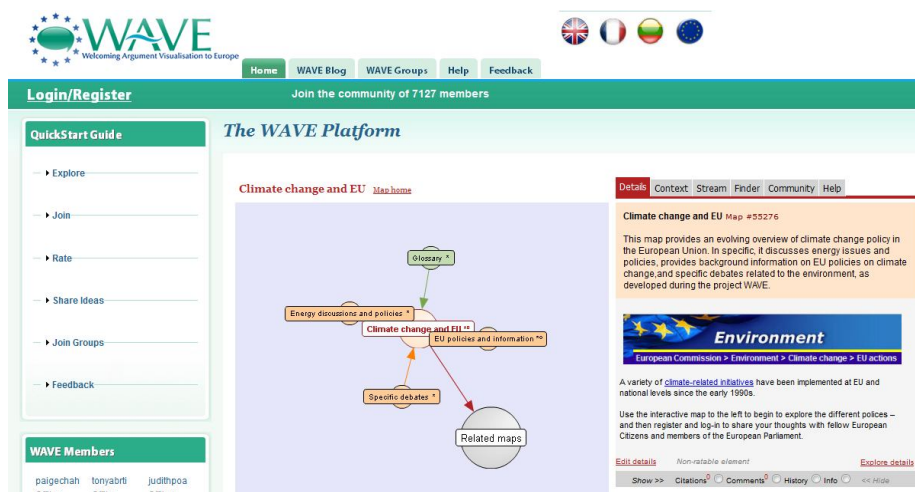 WAVE
Welcoming Argument Visualisation to Europe
Home WAVE Blog WAVE Groups Help Feedback
Login/Register
Join the community of 7127 members
QuickStart Guide
Explore
Join
Rate
Share Ideas
Join Groups
Feedback
WAVE Members
paigechah tonyabrti judithpoa
The WAVE Platform
Climate change and EU Map home
Glossary
Energy discussions and policies
Climate change and EU
EU policies and information
Specific debates
Related maps
Details Context Stream Finder Community Help
Climate change and EU Map #55276
This map provides an evolving overview of climate change policy in
the European Union. In specific, it discusses energy issues and
policies, provides background information on EU policies on climate
change,and specific debates related to the environment, as
developed during the project WAVE.
Environment
European Commission > Environment > Climate change > EU actions
A variety of climate-related initiatives have been implemented at EU and
national levels since the early 1990s.
Use the interactive map to the left to begin to explore the different polices –
and then register and log-in to share your thoughts with fellow European
Citizens and members of the European Parliament.
Edit details Non-ratable element Explore details
Show >> Citations 0 Comments 0 History Info << Hide